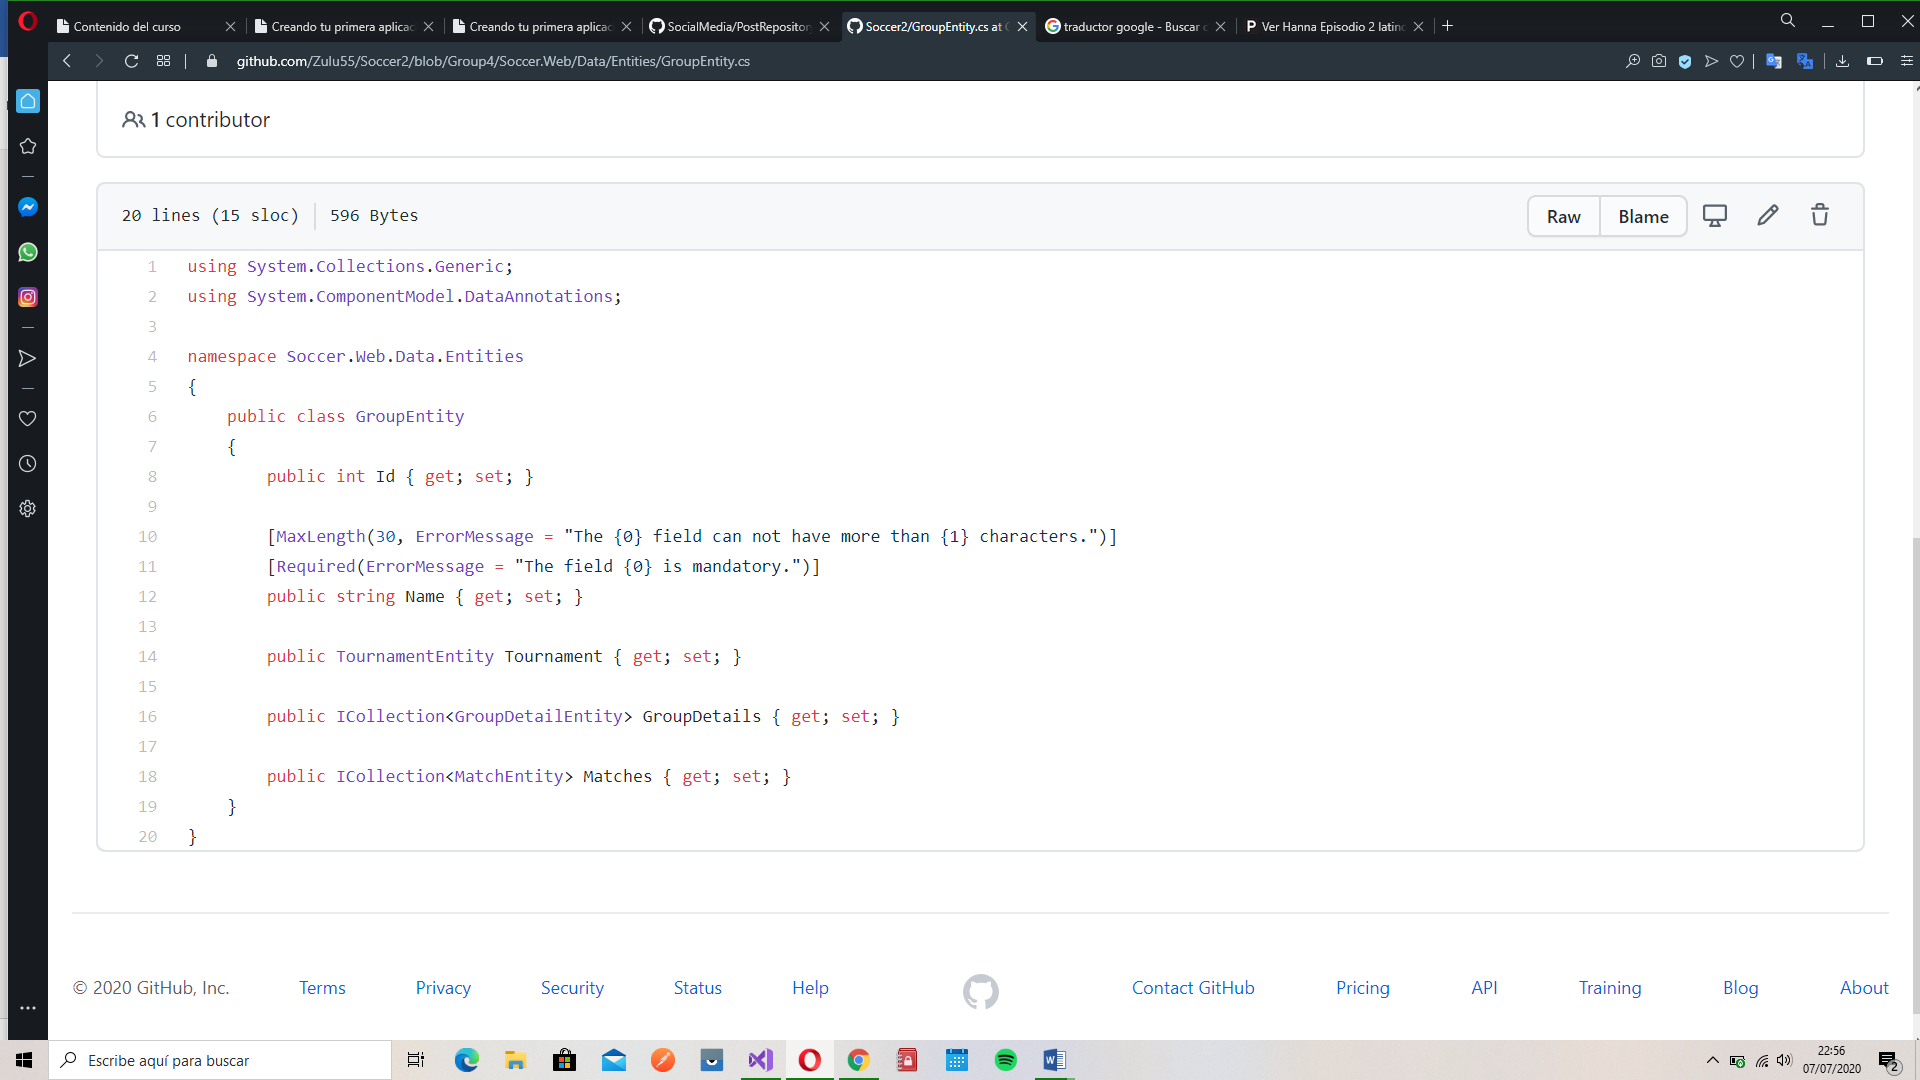 Contenido del curso
Creando tu primera aplicac
Creando tu primera aplicac
SocialMedia/PostRepositor
Soccer2/GroupEntity.cs at
traductor google - Buscar
Ver Hanna Episodio 2 latin
github.com/Zulu55/Soccer2/blob/Group4/Soccer.Web/Data/Entities/GroupEntity.cs
1 contributor
20 lines (15 sloc) 596 Bytes
Raw
Blame
1 using System.Collections.Generic;
2 using System.ComponentModel.DataAnnotations;
3
4 namespace Soccer.Web.Data.Entities
5 {
6 public class GroupEntity
7 {
8 public int Id { get; set; }
9
10 [MaxLength(30, ErrorMessage = "The {0} field can not have more than {1} characters.")]
11 [Required(ErrorMessage = "The field {0} is mandatory.")]
12 public string Name { get; set; }
13
14 public TournamentEntity Tournament { get; set; }
15
16 public ICollection<GroupDetailEntity> GroupDetails { get; set; }
17
18 public ICollection<MatchEntity> Matches { get; set; }
19 }
20 }
© 2020 GitHub, Inc. Terms Privacy Security Status Help Contact GitHub Pricing API Training Blog About
Escribe aquí para buscar
22:56
07/07/2020
2